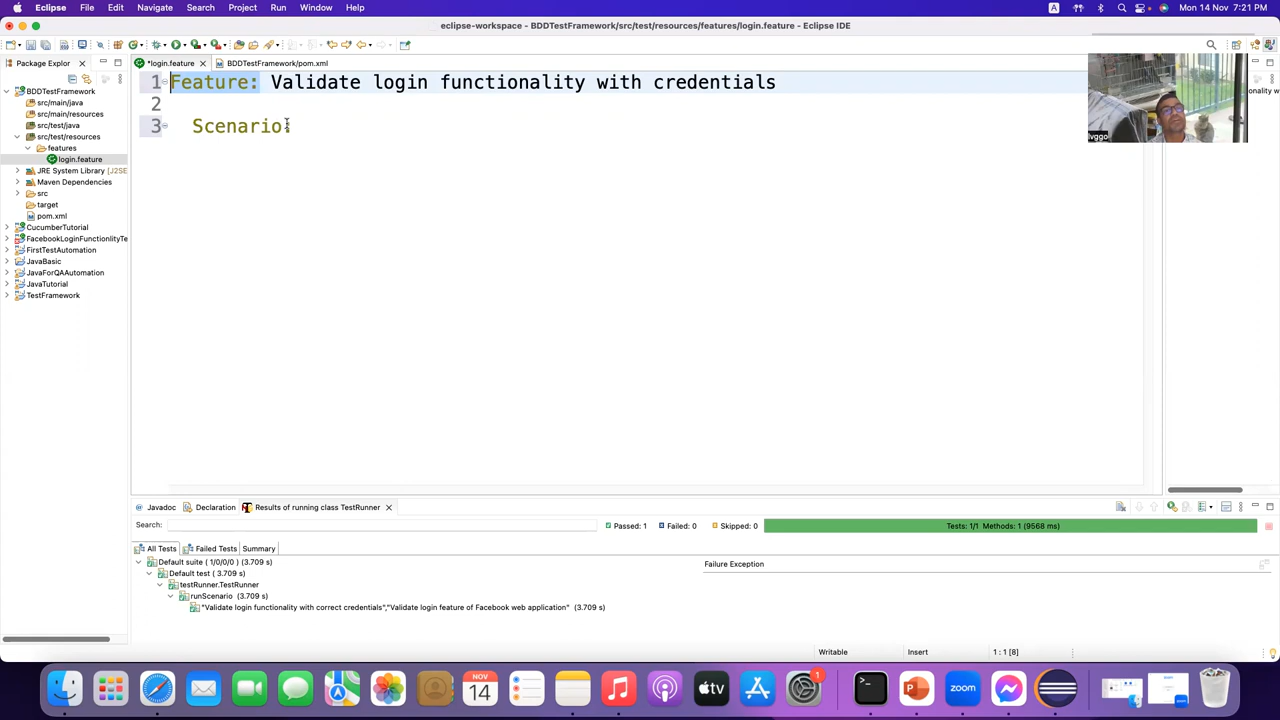 Eclipse File Edit Navigate Search Project Run Window Help
A
Mon 14 Nov 7:21 PM
eclipse-workspace - BDDTestFramework/src/test/resources/features/login.feature - Eclipse IDE
Package Explor
*login.feature
BDDTestFramework/pom.xml
BDDTestFramework
src/main/java
src/main/resources
src/test/java
src/test/resources
features
login.feature
JRE System Library [J2SE
Maven Dependencies
src
target
pom.xml
CucumberTutorial
FacebookLoginFunctionlityTe
FirstTestAutomation
JavaBasic
JavaForQAAutomation
JavaTutorial
TestFramework
1 Feature: Validate login functionality with credentials
2
3 Scenario:
ivggo
onality w
@ Javadoc
Declaration
Results of running class TestRunner
Search:
Passed: 1
Failed: 0
Skipped: 0
Tests: 1/1 Methods: 1 (9568 ms)
All Tests
Failed Tests
Summary
Default suite ( 1/0/0/0 ) (3.709 s)
Default test ( 3.709 s)
testRunner.TestRunner
runScenario (3.709 s)
"Validate login functionality with correct credentials","Validate login feature of Facebook web application" (3.709 s)
Failure Exception
Writable
Insert
1 : 1 [8]
NOV
14
tv
1
zoom